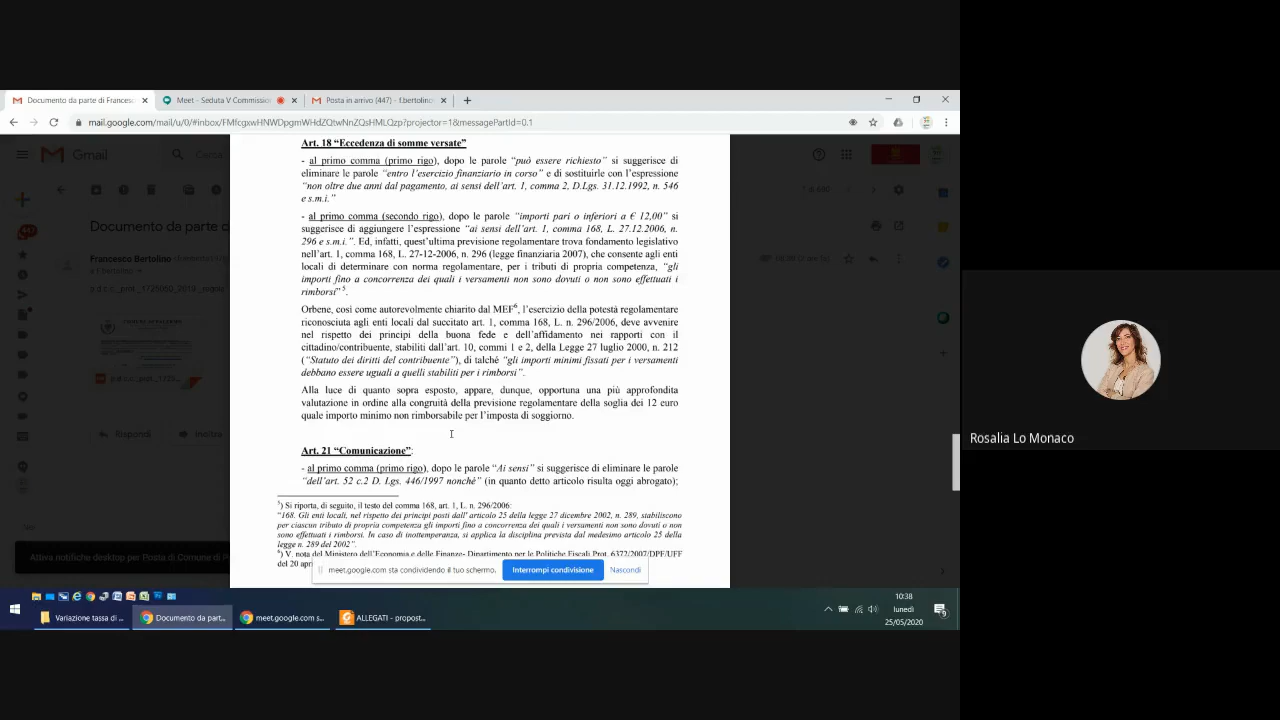 Documento da parte di Frances
Meet - Seduta V Commission
Posta in arrivo (447) - f.bertolino
mail.google.com/mail/u/0/#inbox/FMfcgxwHNWDpgmWHdZQtwNnZQsHMLQzp?projector=1&messagePartId=0.1
Gmail
Documento da parte d
Francesco Bertolino
Rispondi
Inoltra
Attiva notifiche desktop per Posta di Comune di P
Art. 18 “Eccedenza di somme versate”
- al primo comma (primo rigo), dopo le parole “può essere richiesto” si suggerisce di
eliminare le parole “entro l'esercizio finanziario in corso” e di sostituirle con l'espressione
“non oltre due anni dal pagamento, ai sensi dell'art. 1, comma 2, D.Lgs. 31.12.1992, n. 546
e s.m.i.”
- al primo comma (secondo rigo), dopo le parole “importi pari o inferiori a € 12,00” si
suggerisce di aggiungere l'espressione “ai sensi dell'art. 1, comma 168, L. 27.12.2006, n.
296 e s.m.i.”. Ed, infatti, quest'ultima previsione regolamentare trova fondamento legislativo
nell'art. 1, comma 168, L. 27-12-2006, n. 296 (legge finanziaria 2007), che consente agli enti
locali di determinare con norma regolamentare, per i tributi di propria competenza, “gli
importi fino a concorrenza dei quali i versamenti non sono dovuti o non sono effettuati i
rimborsi” 5.
Orbene, così come autorevolmente chiarito dal MEF6, l'esercizio della potestà regolamentare
riconosciuta agli enti locali dal succitato art. 1, comma 168, L. n. 296/2006, deve avvenire
nel rispetto dei principi della buona fede e dell'affidamento nei rapporti con il
cittadino/contribuente, stabiliti dall'art. 10, commi 1 e 2, della Legge 27 luglio 2000, n. 212
(“Statuto dei diritti del contribuente”), di talché “gli importi minimi fissati per i versamenti
debbano essere uguali a quelli stabiliti per i rimborsi”.
Alla luce di quanto sopra esposto, appare, dunque, opportuna una più approfondita
valutazione in ordine alla congruità della previsione regolamentare della soglia dei 12 euro
quale importo minimo non rimborsabile per l'imposta di soggiorno.
Art. 21 “Comunicazione”:
- al primo comma (primo rigo), dopo le parole “Ai sensi” si suggerisce di eliminare le parole
“dell'art. 52 c.2 D. Lgs. 446/1997 nonché” (in quanto detto articolo risulta oggi abrogato);
5) Si riporta, di seguito, il testo del comma 168, art. 1, L. n. 296/2006:
“168. Gli enti locali, nel rispetto dei principi posti dall' articolo 25 della legge 27 dicembre 2002, n. 289, stabiliscono
per ciascun tributo di propria competenza gli importi fino a concorrenza dei quali i versamenti non sono dovuti o non
sono effettuati i rimborsi. In caso di inottemperanza, si applica la disciplina prevista dal medesimo articolo 25 della
legge n. 289 del 2002”.
6) V. nota del Ministero dell'Economia e delle Finanze- Dipartimento per le Politiche Fiscali Prot. 6372/2007/DPF/UFF
del 20 apri
meet.google.com sta condividendo il tuo schermo.
Interrompi condivisione
Nascondi
Variazione tassa di ...
Documento da part...
meet.google.com s...
ALLEGATI - propost...
10:38
lunedì
25/05/2020
9
Rosalia Lo Monaco